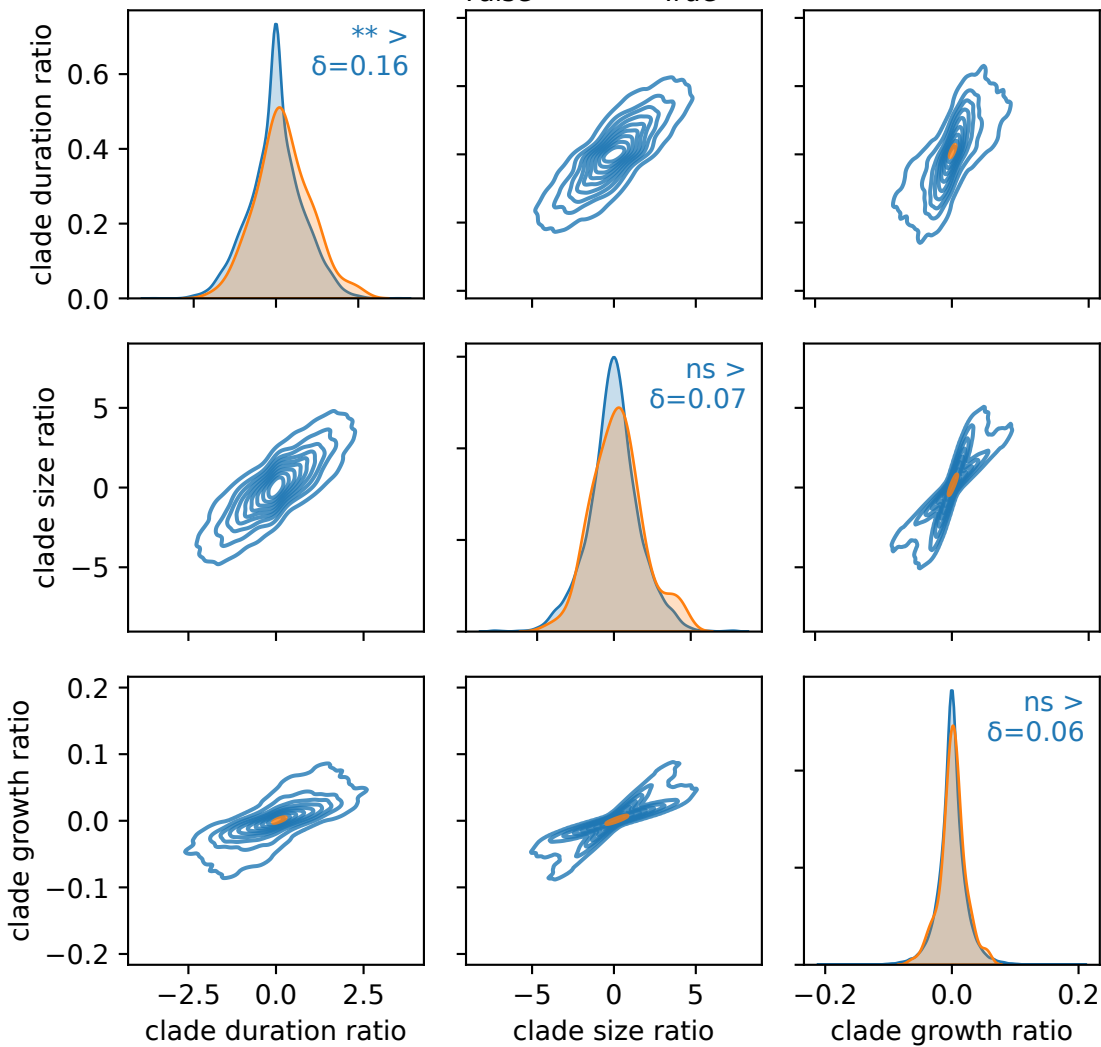 ** >
δ=0.16
clade duration ratio
0.6
0.4
0.2
0.0
ns >
δ=0.07
clade size ratio
5
0
−5
ns >
δ=0.06
clade growth ratio
0.2
0.1
0.0
−0.1
−0.2
−2.5 0.0 2.5
−5 0 5
−0.2 0.0 0.2
clade duration ratio
clade size ratio
clade growth ratio